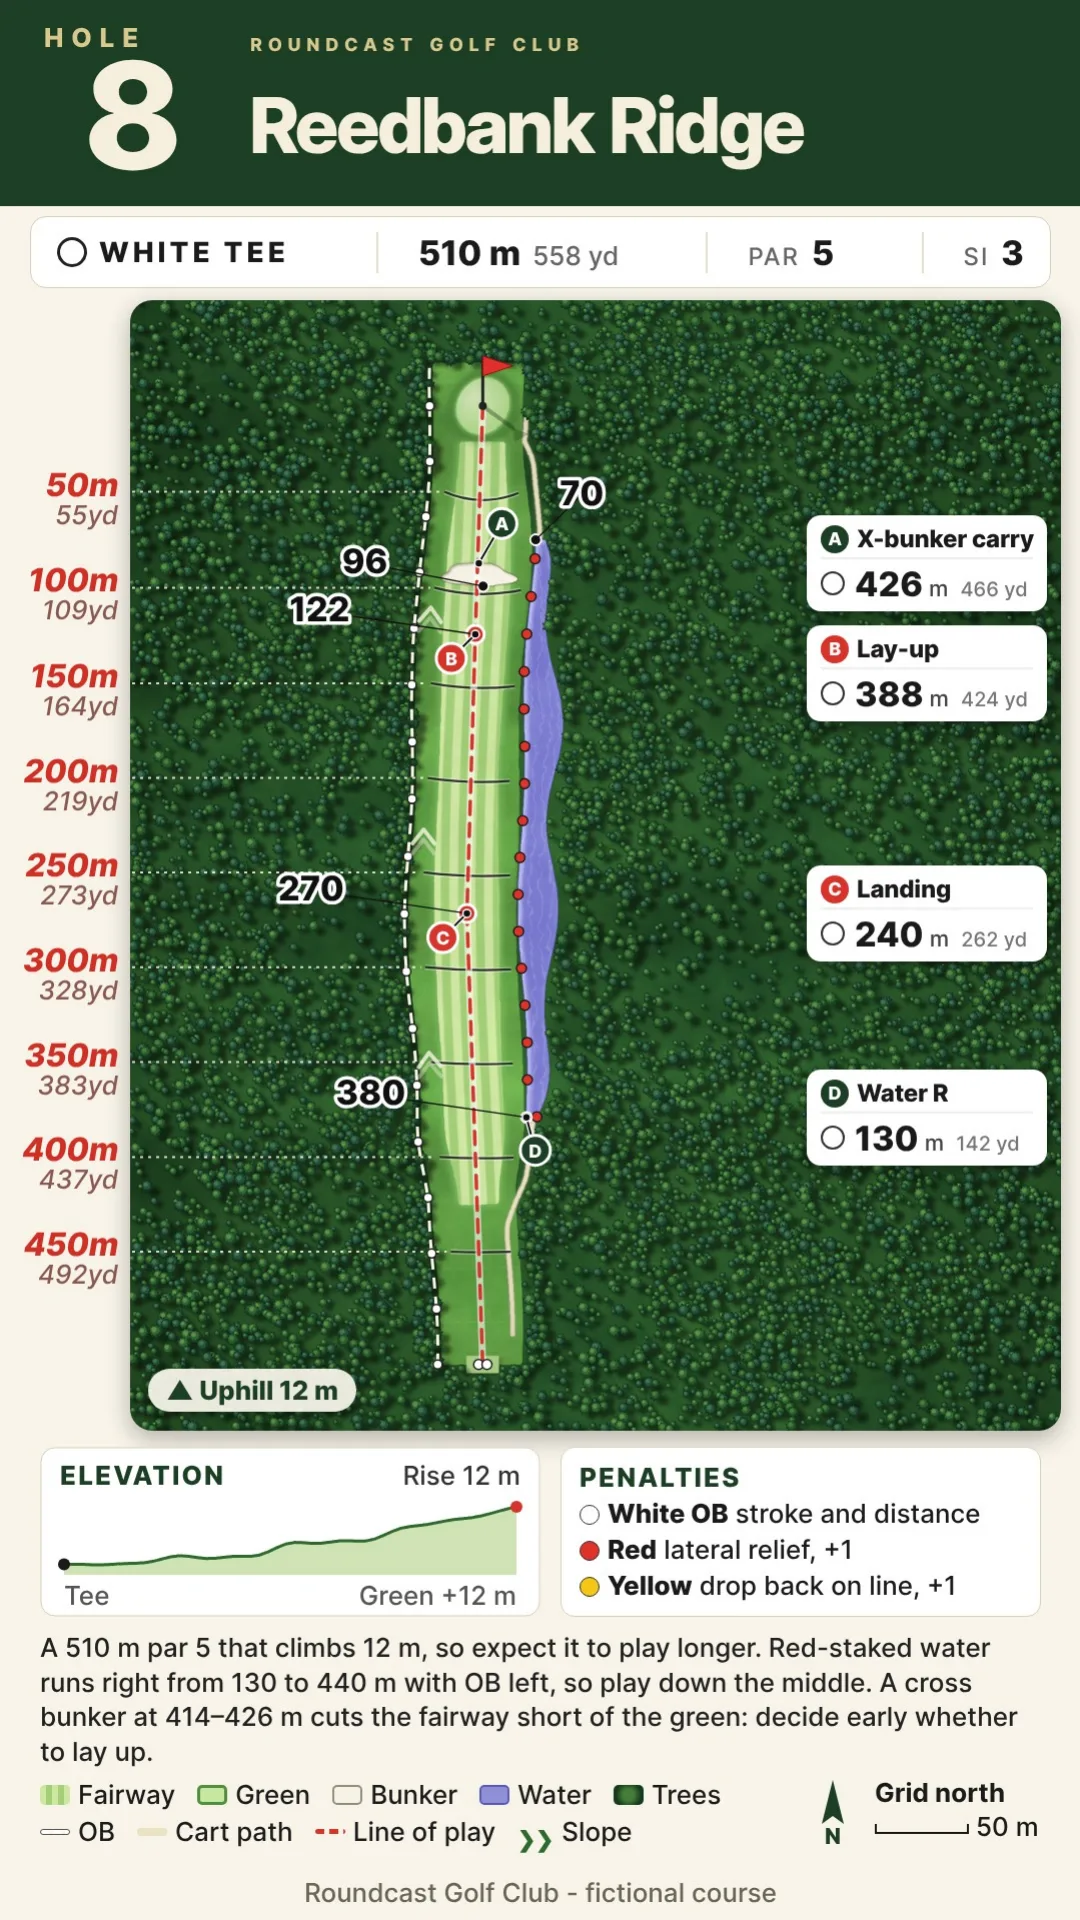 HOLE
8
ROUNDCAST GOLF CLUB
Reedbank Ridge
WHITE TEE
510 m 558 yd
PAR 5
SI 3
50m
55yd
100m
109yd
150m
164yd
200m
219yd
250m
273yd
300m
328yd
350m
383yd
400m
437yd
450m
492yd
70
A
96
122
B
270
C
380
D
A X-bunker carry
426 m 466 yd
B Lay-up
388 m 424 yd
C Landing
240 m 262 yd
D Water R
130 m 142 yd
Uphill 12 m
ELEVATION
Rise 12 m
Tee
Green +12 m
PENALTIES
White OB stroke and distance
Red lateral relief, +1
Yellow drop back on line, +1
A 510 m par 5 that climbs 12 m, so expect it to play longer. Red-staked water
runs right from 130 to 440 m with OB left, so play down the middle. A cross
bunker at 414–426 m cuts the fairway short of the green: decide early whether
to lay up.
Fairway Green Bunker Water Trees
OB Cart path Line of play Slope
N
Grid north
50 m
Roundcast Golf Club - fictional course